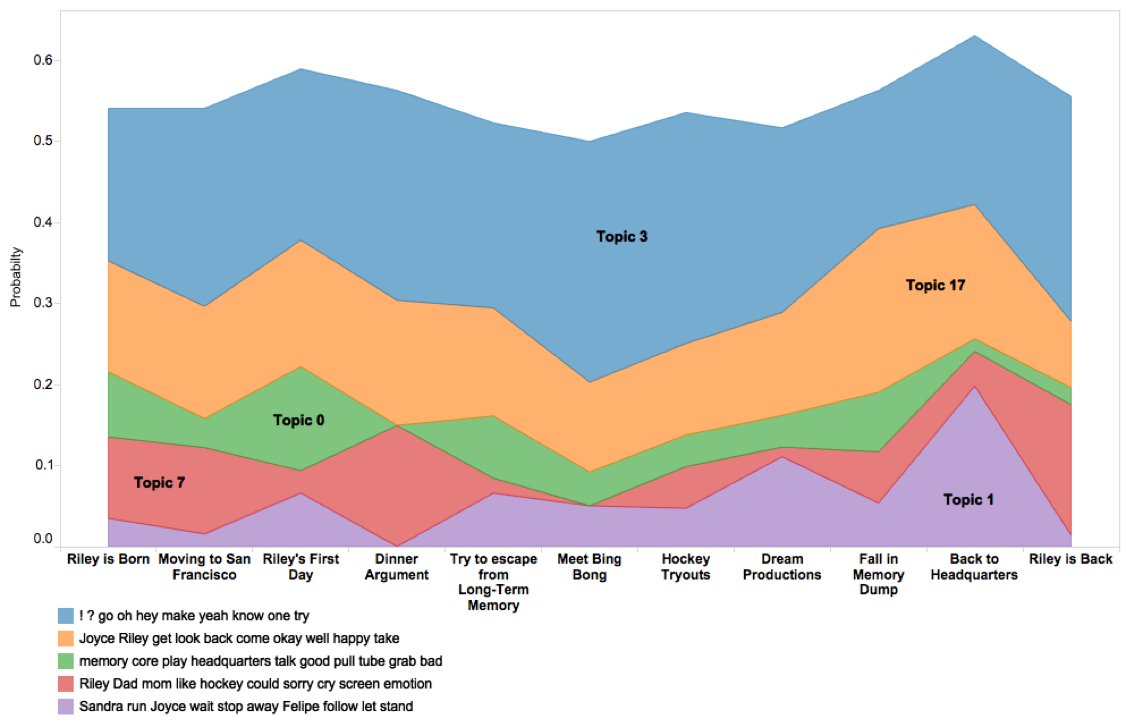 0.6
0.5
0.4
0.3
0.2
0.1
0.0
Probabilty
Topic 3
Topic 17
Topic 0
Topic 7
Topic 1
Riley is Born
Moving to San
Francisco
Riley's First
Day
Dinner
Argument
Try to escape
from
Long-Term
Memory
Meet Bing
Bong
Hockey
Tryouts
Dream
Productions
Fall in
Memory
Dump
Back to
Headquarters
Riley is Back
! ? go oh hey make yeah know one try
Joyce Riley get look back come okay well happy take
memory core play headquarters talk good pull tube grab bad
Riley Dad mom like hockey could sorry cry screen emotion
Sandra run Joyce wait stop away Felipe follow let stand